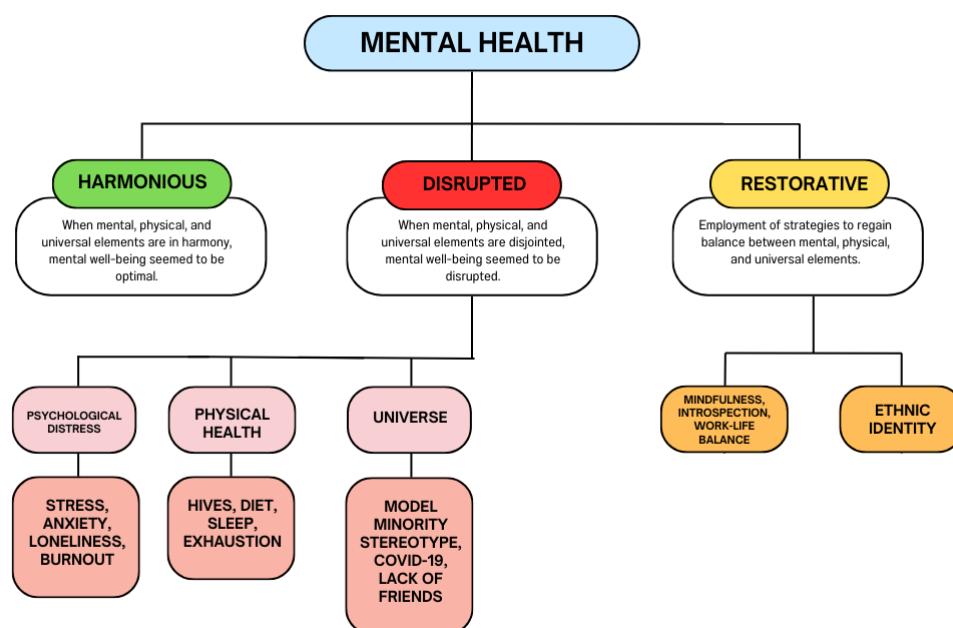 MENTAL HEALTH
HARMONIOUS
When mental, physical, and
universal elements are in harmony,
mental well-being seemed to be
optimal.
DISRUPTED
When mental, physical, and
universal elements are disjointed,
mental well-being seemed to be
disrupted.
RESTORATIVE
Employment of strategies to regain
balance between mental, physical,
and universal elements.
PSYCHOLOGICAL
DISTRESS
STRESS,
ANXIETY,
LONELINESS,
BURNOUT
PHYSICAL
HEALTH
HIVES, DIET,
SLEEP,
EXHAUSTION
UNIVERSE
MODEL
MINORITY
STEREOTYPE,
COVID-19,
LACK OF
FRIENDS
MINDFULNESS,
INTROSPECTION,
WORK-LIFE
BALANCE
ETHNIC
IDENTITY